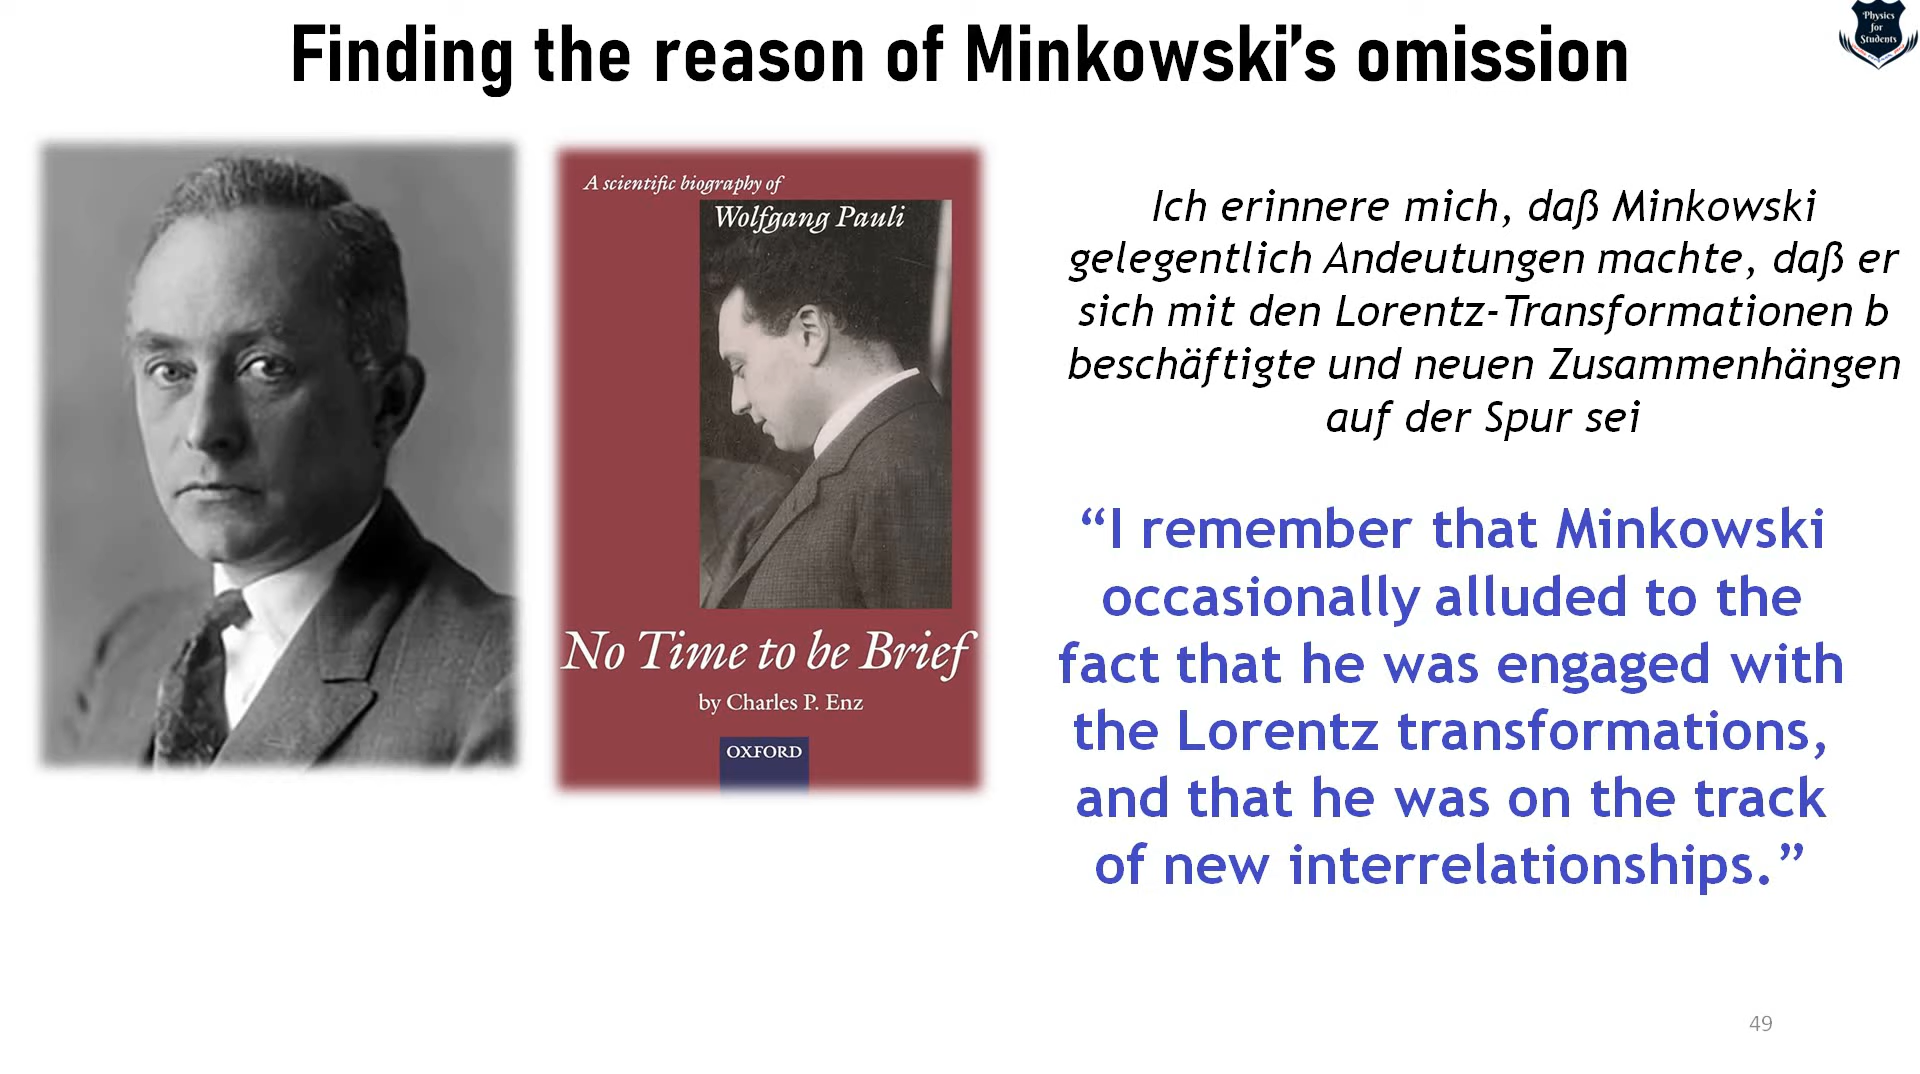 Finding the reason of Minkowski's omission
Physics
for
Students
A scientific biography of
Wolfgang Pauli
No Time to be Brief
by Charles P. Enz
OXFORD
Ich erinnere mich, daß Minkowski
gelegentlich Andeutungen machte, daß er
sich mit den Lorentz-Transformationen b
beschäftigte und neuen Zusammenhängen
auf der Spur sei
“I remember that Minkowski
occasionally alluded to the
fact that he was engaged with
the Lorentz transformations,
and that he was on the track
of new interrelationships.”
49